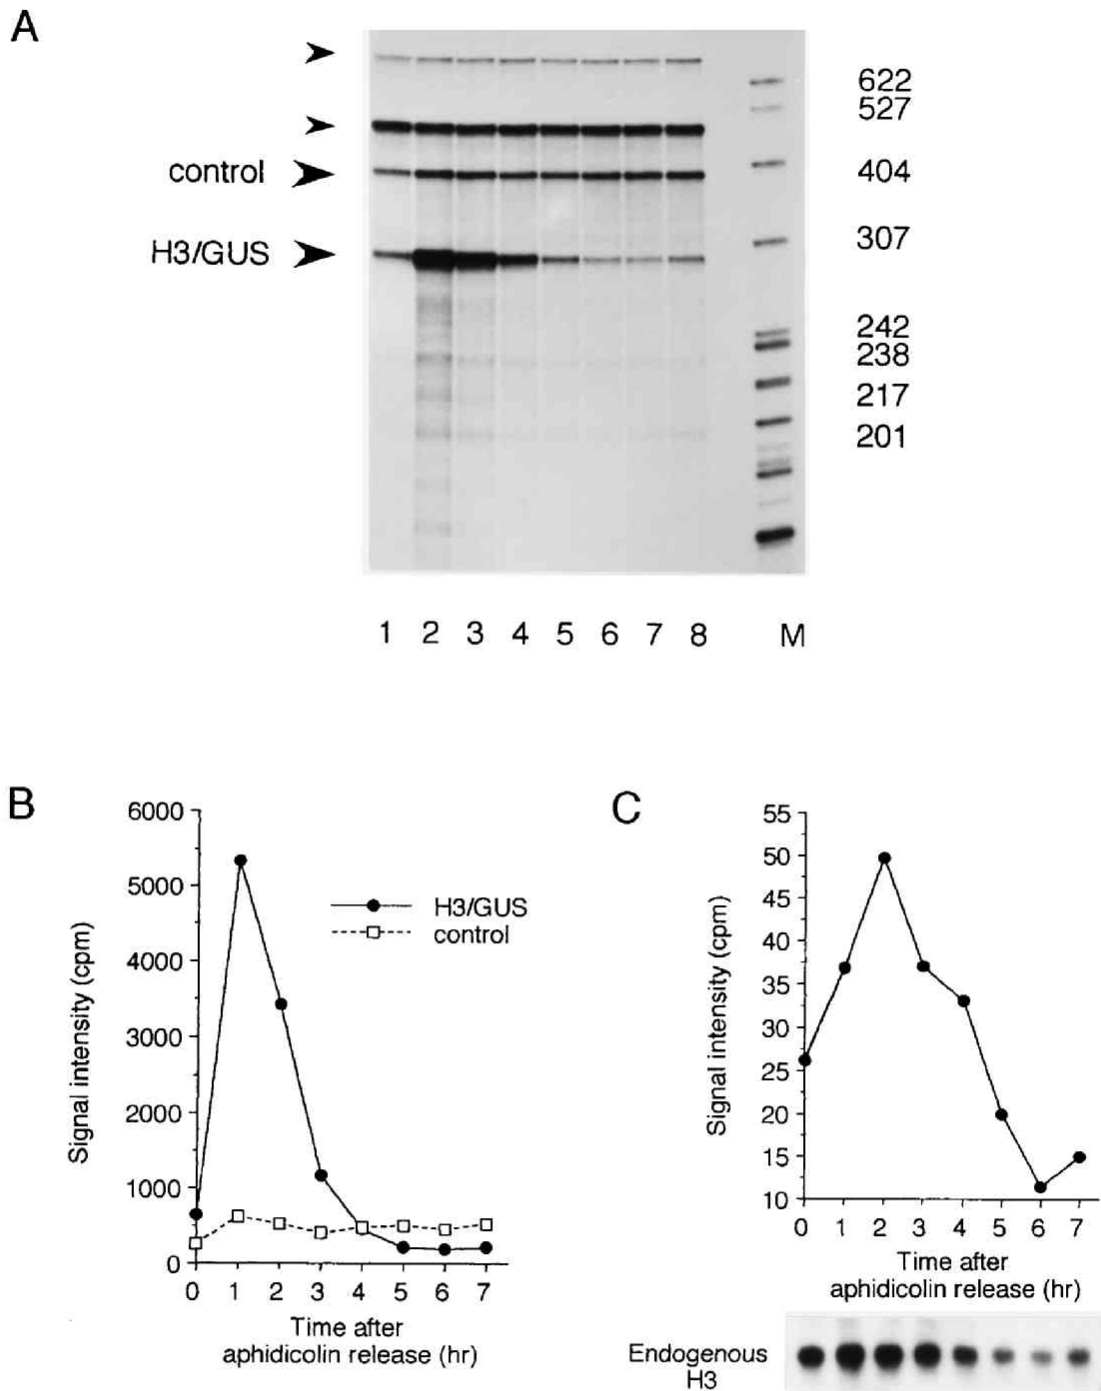 A
622
527
control
404
H3/GUS
307
242
238
217
201
1 2 3 4 5 6 7 8 M
B
6000
5000
4000
3000
2000
1000
0
Signal intensity (cpm)
H3/GUS
control
0 1 2 3 4 5 6 7
Time after
aphidicolin release (hr)
C
55
50
45
40
35
30
25
20
15
10
Signal intensity (cpm)
0 1 2 3 4 5 6 7
Time after
aphidicolin release (hr)
Endogenous
H3